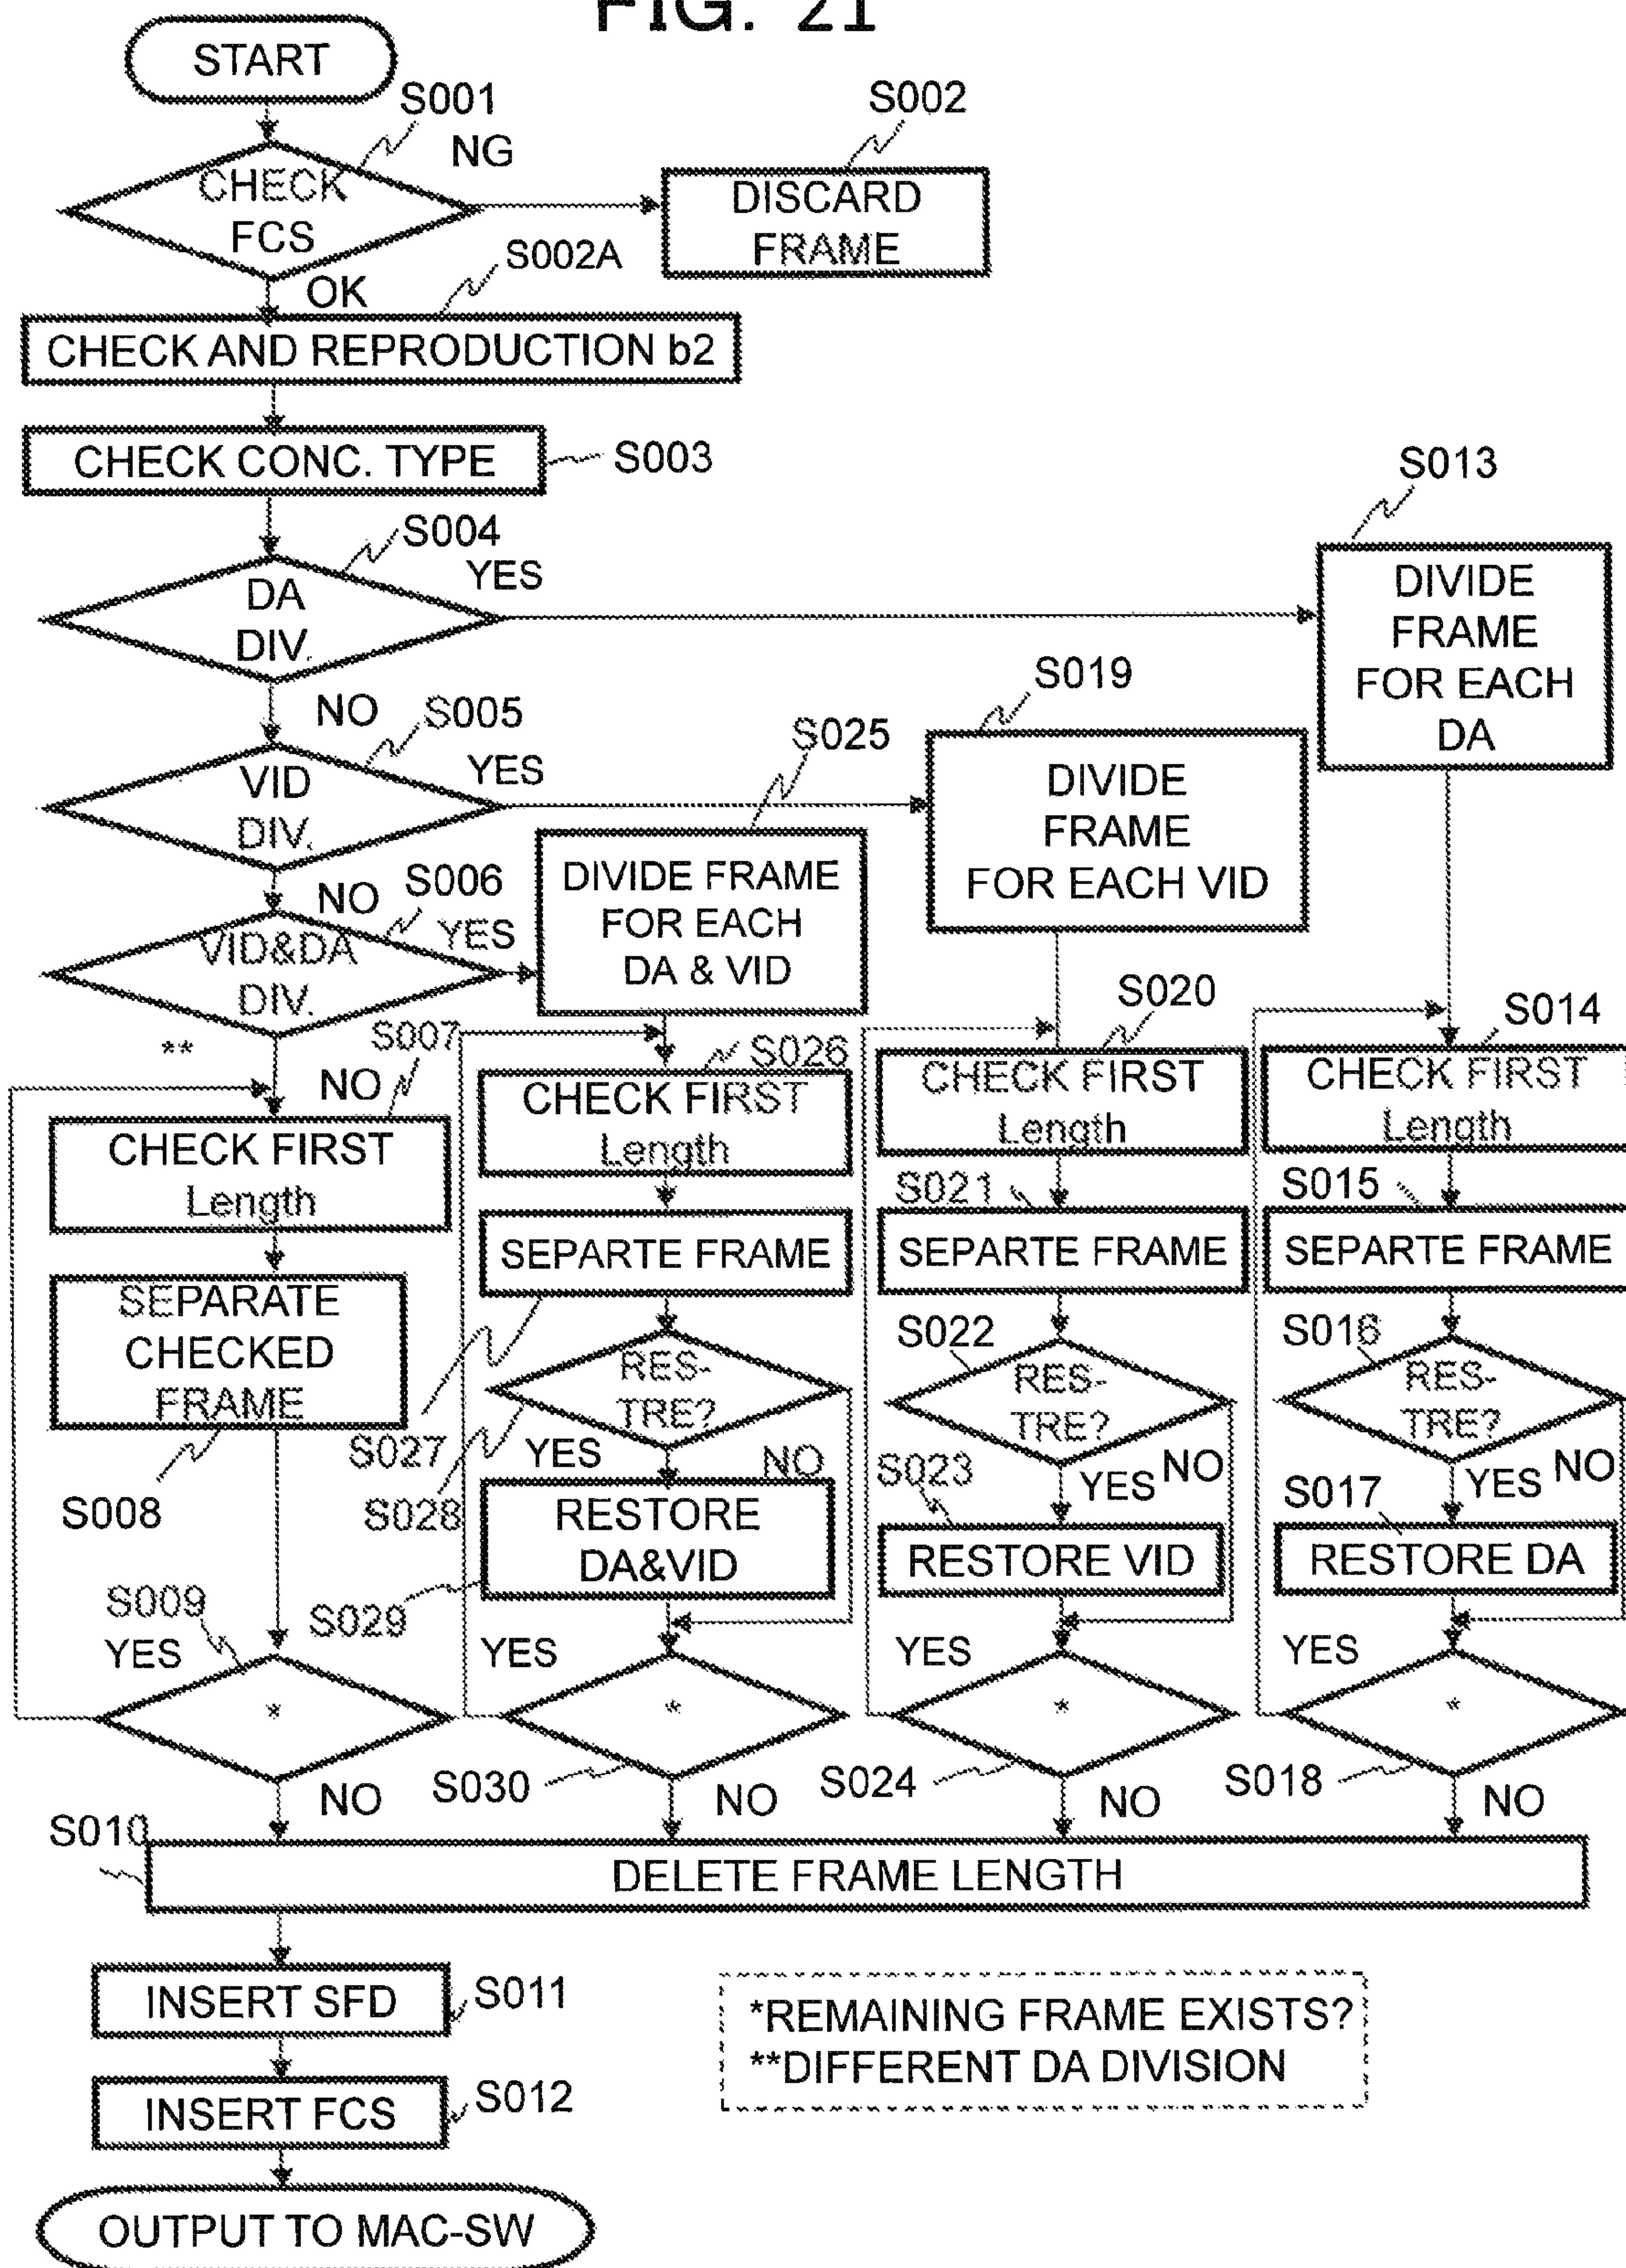 FIG. 21
START
S001
NG
S002
CHECK
FCS
DISCARD
FRAME
S002A
OK
CHECK AND REPRODUCTION b2
CHECK CONC. TYPE
S003
S013
S004
YES
DA
DIV.
DIVIDE
FRAME
FOR EACH
DA
NO
S005
YES
S019
VID
DIV.
S025
DIVIDE
FRAME
FOR EACH VID
NO
S006
YES
VID&DA
DIV.
DIVIDE FRAME
FOR EACH
DA & VID
**
S007
NO
S026
S020
S014
CHECK FIRST
Length
CHECK FIRST
Length
CHECK FIRST
Length
CHECK FIRST
Length
S021
S015
SEPARATE
CHECKED
FRAME
SEPARTE FRAME
SEPARTE FRAME
SEPARTE FRAME
S022
S016
RES-
TRE?
RES-
TRE?
RES-
TRE?
S008
S027
S028
YES
NO
S023
YES
NO
S017
YES
NO
RESTORE
DA&VID
RESTORE VID
RESTORE DA
S009
YES
S029
YES
YES
YES
*
*
*
*
S030
S024
S018
NO
NO
NO
NO
S010
DELETE FRAME LENGTH
INSERT SFD
S011
INSERT FCS
S012
*REMAINING FRAME EXISTS?
**DIFFERENT DA DIVISION
OUTPUT TO MAC-SW